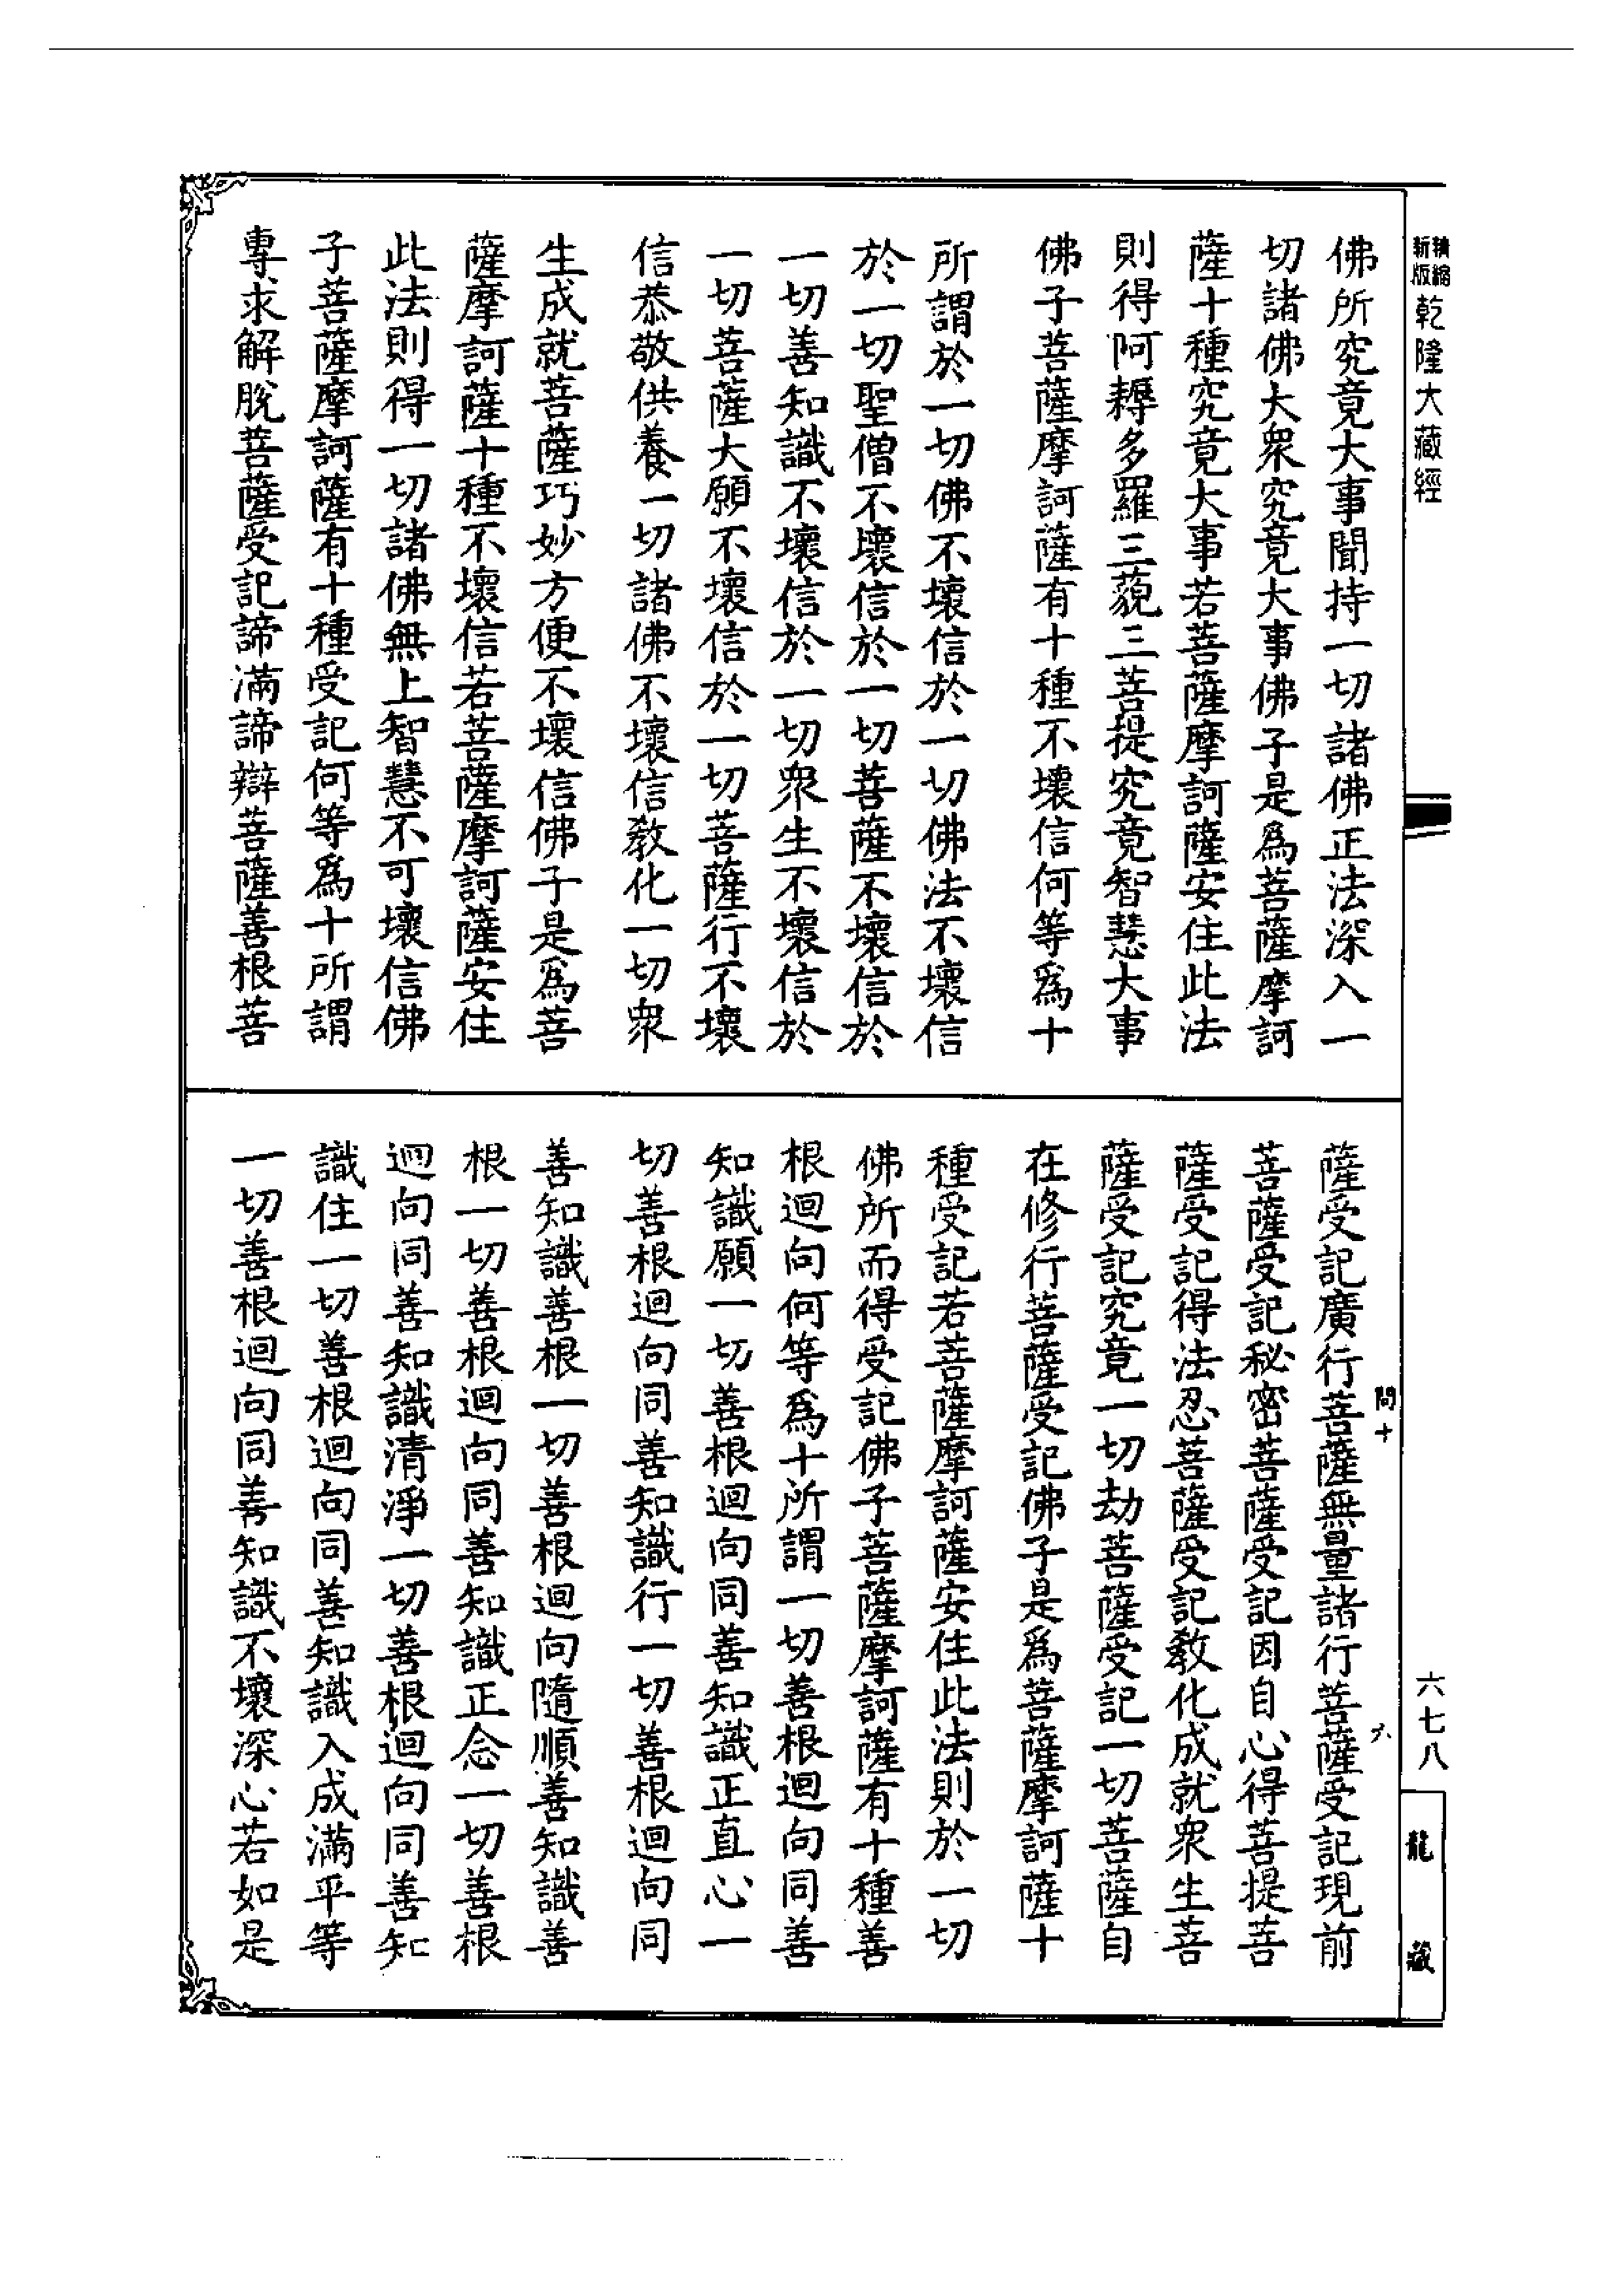 精縮新版乾隆大藏經
佛所究竟大事聞持一切諸佛正法深入一
切諸佛大衆究竟大事佛子是爲菩薩摩訶
薩十種究竟大事若菩薩摩訶薩安住此法
則得阿耨多羅三藐三菩提究竟智慧大事
佛子菩薩摩訶薩有十種不壞信何等爲十
所謂於一切佛不壞信於一切佛法不壞信
於一切聖僧不壞信於一切菩薩不壞信於
一切善知識不壞信於一切衆生不壞信於
一切菩薩大願不壞信於一切菩薩行不壞
信恭敬供養一切諸佛不壞信教化一切衆
生成就菩薩巧妙方便不壞信佛子是爲菩
薩摩訶薩十種不壞信若菩薩摩訶薩安住
此法則得一切諸佛無上智慧不可壞信佛
子菩薩摩訶薩有十種受記何等爲十所謂
專求解脫菩薩受記諦滿諦辯菩薩善根菩
薩受記廣行菩薩無量諸行菩薩受記現前
菩薩受記秘密菩薩受記因自心得菩提菩
薩受記得法忍菩薩受記教化成就衆生菩
薩受記究竟一切劫菩薩受記一切菩薩自
在修行菩薩受記佛子是爲菩薩摩訶薩十
種受記若菩薩摩訶薩安住此法則於一切
佛所而得受記佛子菩薩摩訶薩有十種善
根迴向何等爲十所謂一切善根迴向同善
知識願一切善根迴向同善知識正直心一
切善根迴向同善知識行一切善根迴向同
善知識善根一切善根迴向隨順善知識善
根一切善根迴向同善知識正念一切善根
迴向同善知識清淨一切善根迴向同善知
識住一切善根迴向同善知識入成滿平等
一切善根迴向同善知識不壞深心若如是
問十
六
六七八
龍藏